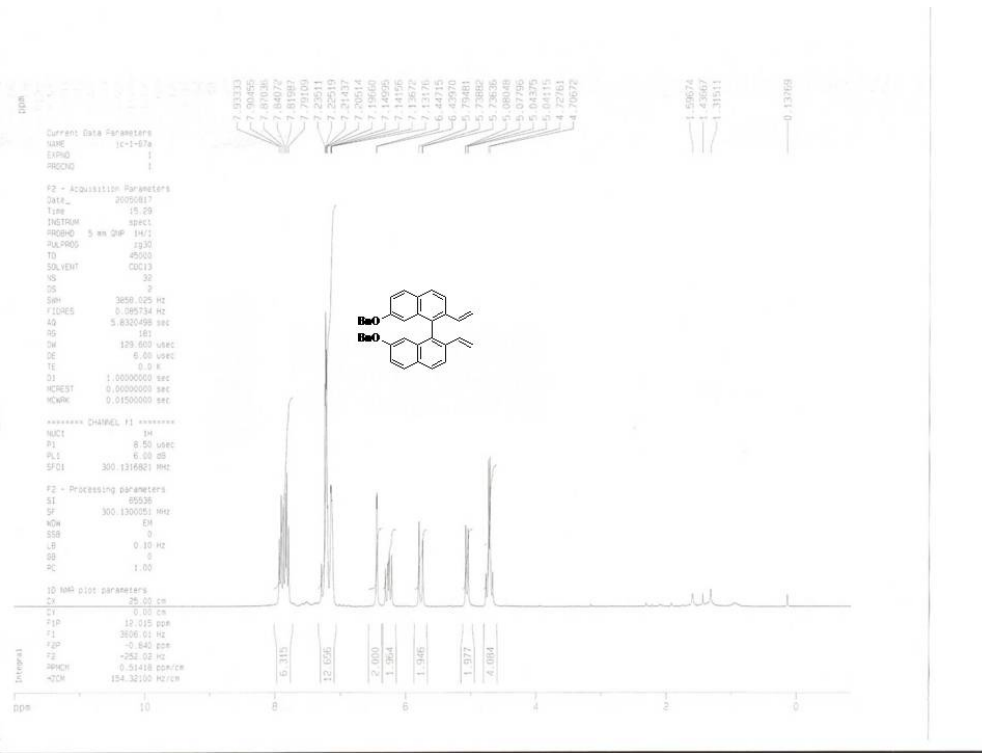 ppm
7.93333
7.90455
7.87036
7.84072
7.81987
7.79109
7.23511
7.22519
7.21437
7.20514
7.19660
7.14995
7.14156
7.13672
7.13176
6.44715
6.43970
5.79481
5.73882
5.73636
5.08048
5.07796
5.04375
5.04115
4.72761
4.70672
1.59674
1.43667
1.31511
0.13769
Current Data Parameters
NAME jc-1-67a
EXPNO 1
PROCNO 1
F2 - Acquisition Parameters
Date_ 20050817
Time 15.29
INSTRUM spect
PROBHD 5 mm QNP 1H/1
PULPROG zg30
TD 45000
SOLVENT CDCl3
NS 32
DS 2
SWH 3858.025 Hz
FIDRES 0.085734 Hz
AQ 5.8320498 sec
RG 181
DW 129.600 usec
DE 6.00 usec
TE 0.0 K
D1 1.00000000 sec
MCREST 0.00000000 sec
MCWRK 0.01500000 sec
BnO
BnO
======== CHANNEL f1 ========
NUC1 1H
P1 8.50 usec
PL1 6.00 dB
SFO1 300.1316821 MHz
F2 - Processing parameters
SI 65536
SF 300.1300051 MHz
WDW EM
SSB 0
LB 0.10 Hz
GB 0
PC 1.00
1D NMR plot parameters
CX 25.00 cm
CY 0.00 cm
F1P 12.015 ppm
F1 3606.01 Hz
F2P -0.840 ppm
F2 -252.02 Hz
PPMCM 0.51418 ppm/cm
HZCM 154.32100 Hz/cm
Integral
6.315
12.656
2.000
1.964
1.946
1.977
4.084
ppm 10 8 6 4 2 0